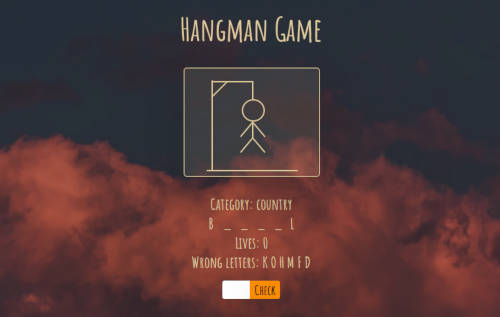 Hangman Game
Category: country
B _ _ _ _ L
Lives: 0
Wrong letters: K O H M F D
Check